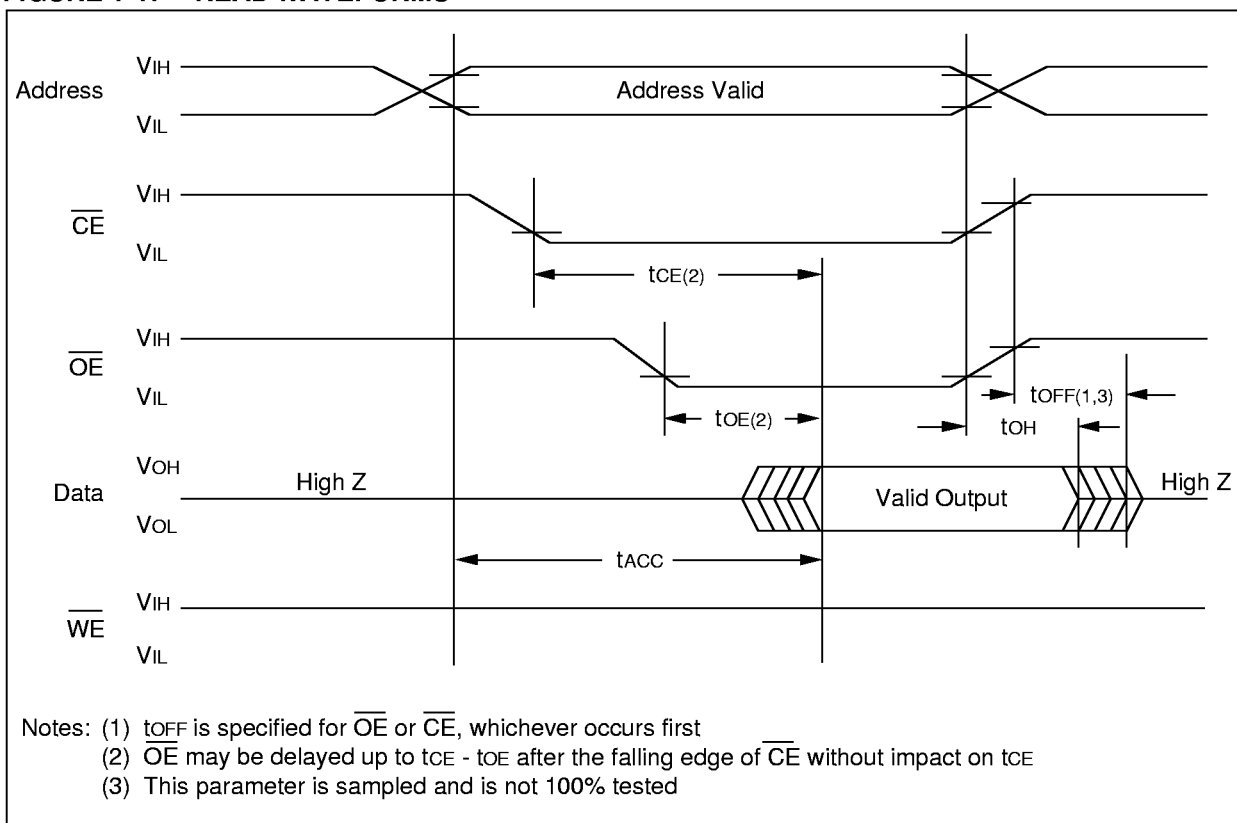 VIH
Address
Address Valid
VIL
VIH
CE
VIL
tCE(2)
VIH
OE
VIL
tOFF(1,3)
tOE(2)
tOH
VOH
High Z
Data
Valid Output
High Z
VOL
tACC
VIH
WE
VIL
Notes: (1) tOFF is specified for OE or CE, whichever occurs first
(2) OE may be delayed up to tCE - tOE after the falling edge of CE without impact on tCE
(3) This parameter is sampled and is not 100% tested